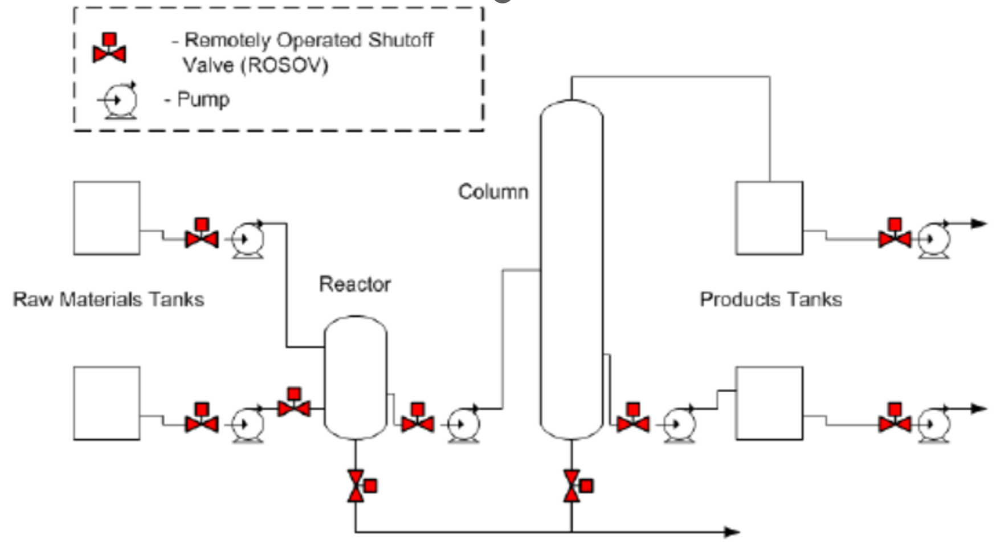 - Remotely Operated Shutoff
Valve (ROSOV)
- Pump
Column
Reactor
Raw Materials Tanks
Products Tanks